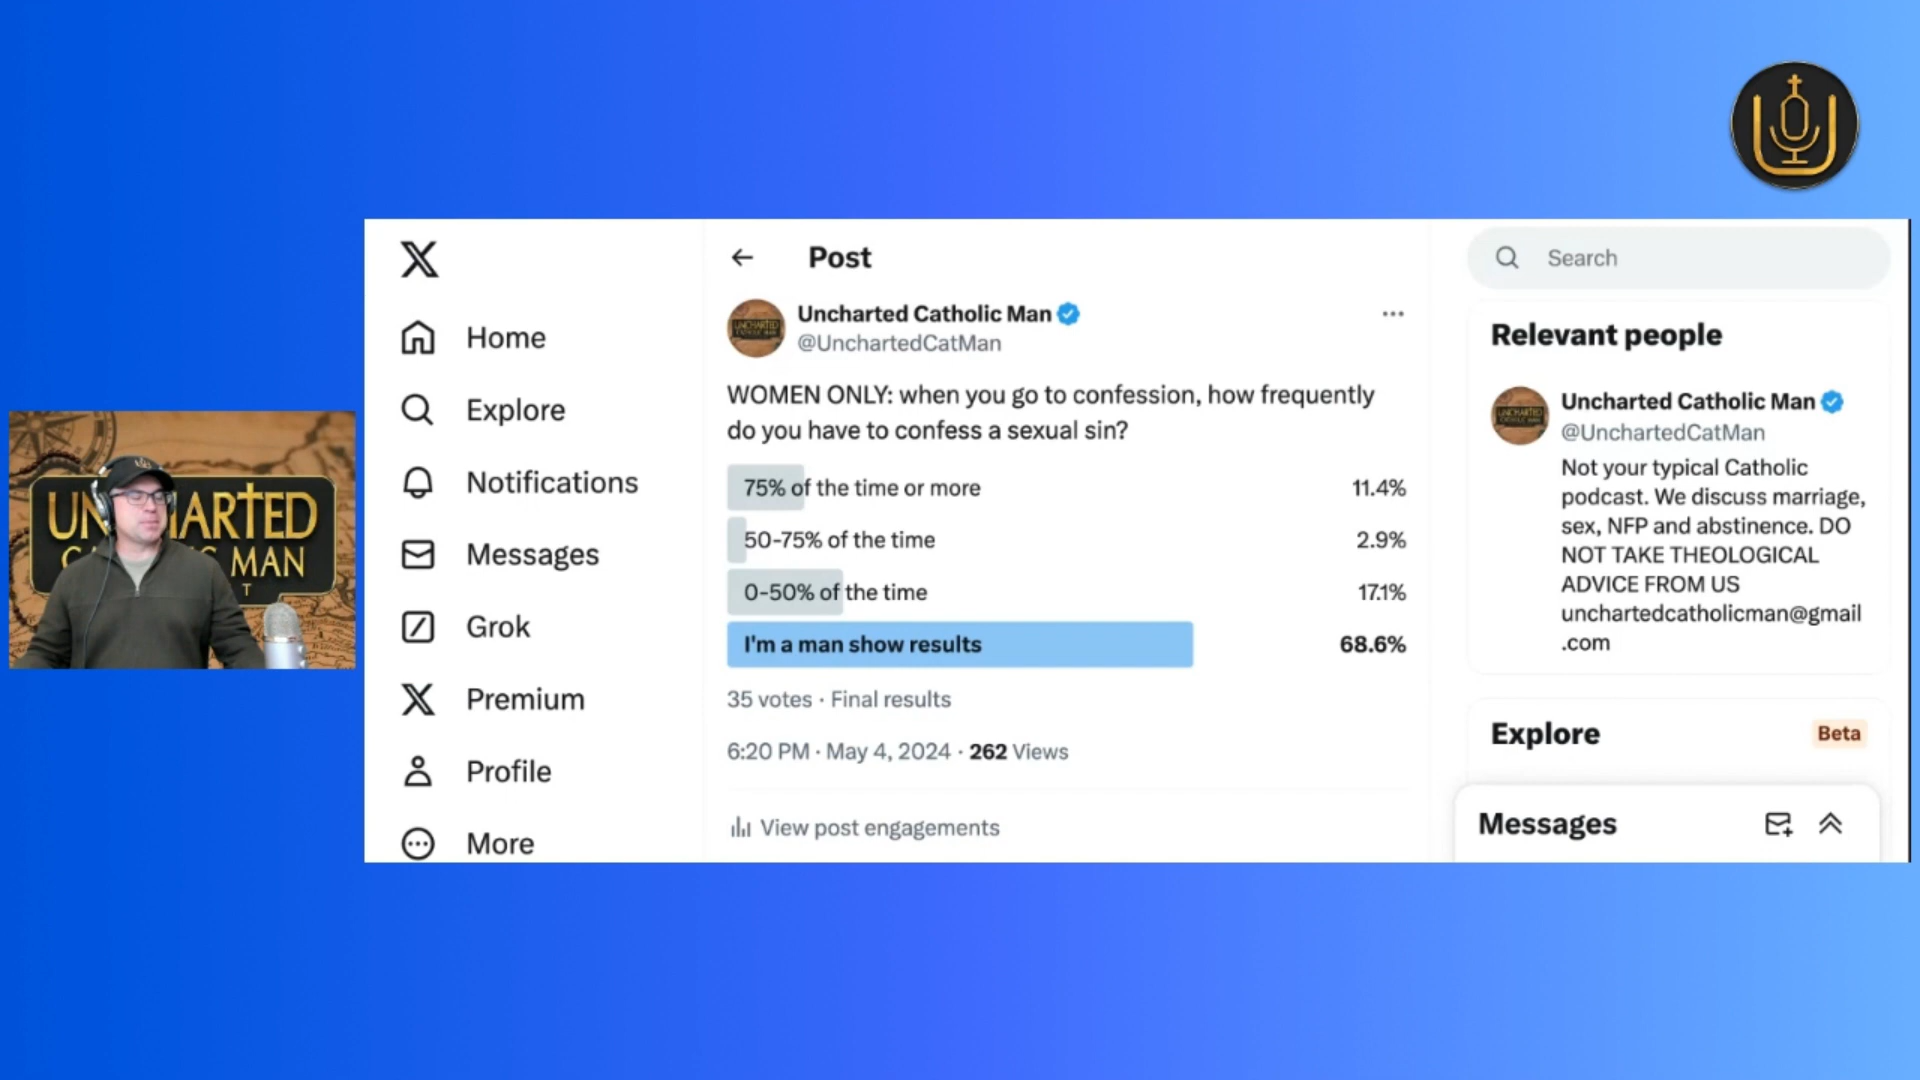 Home
Explore
Notifications
Messages
Grok
Premium
Profile
More
Post
Uncharted Catholic Man
@UnchartedCatMan
WOMEN ONLY: when you go to confession, how frequently
do you have to confess a sexual sin?
75% of the time or more 11.4%
50-75% of the time 2.9%
0-50% of the time 17.1%
I'm a man show results 68.6%
35 votes · Final results
6:20 PM · May 4, 2024 · 262 Views
View post engagements
Search
Relevant people
Uncharted Catholic Man
@UnchartedCatMan
Not your typical Catholic
podcast. We discuss marriage,
sex, NFP and abstinence. DO
NOT TAKE THEOLOGICAL
ADVICE FROM US
unchartedcatholicman@gmail
.com
Explore Beta
Messages